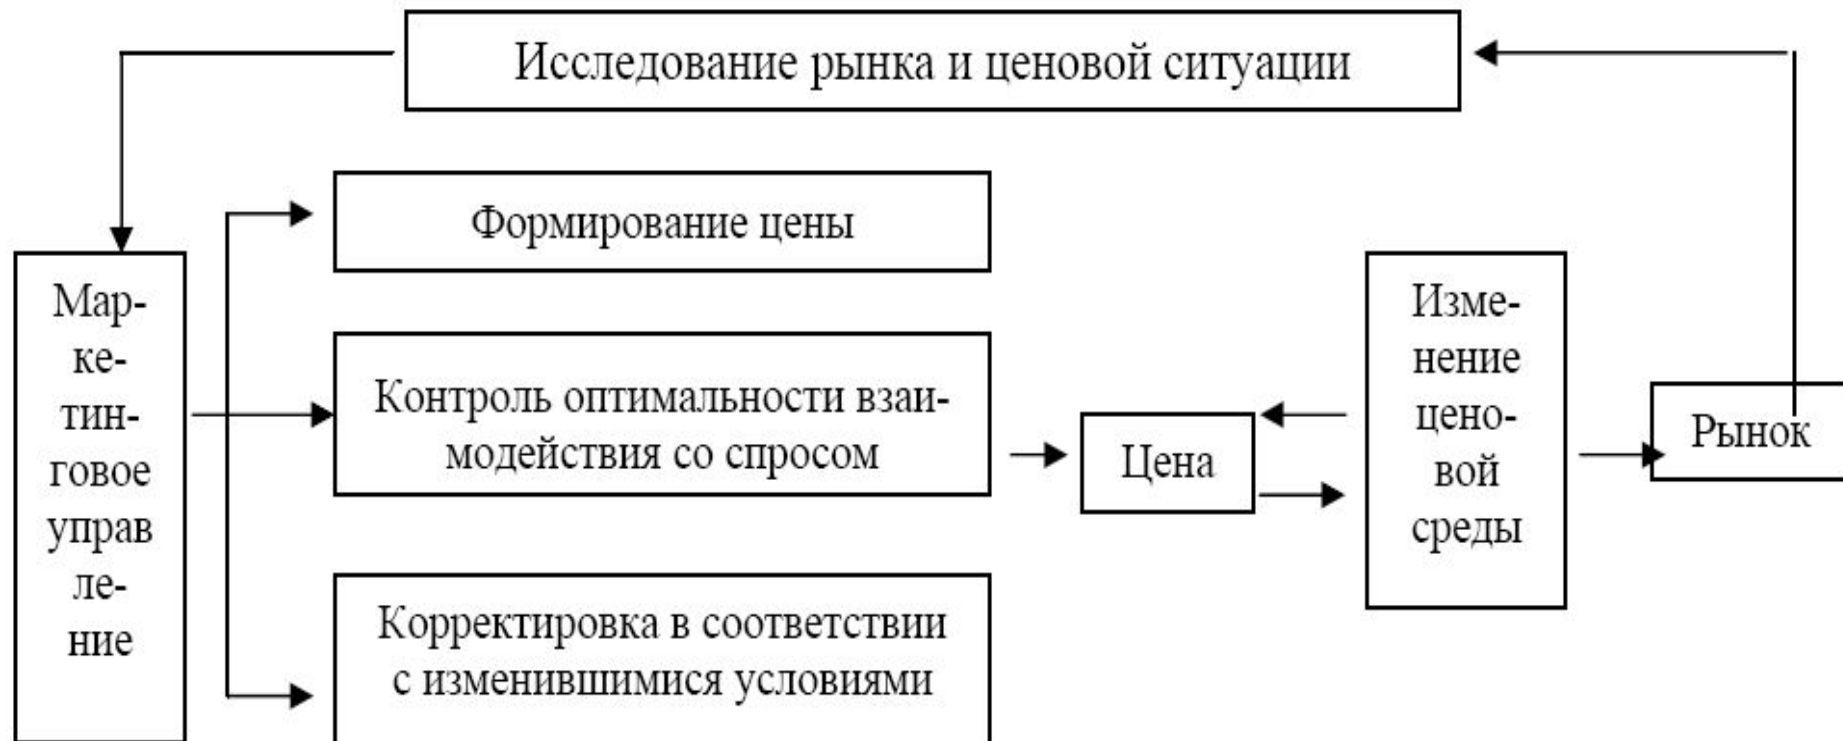 Исследование рынка и ценовой ситуации
Формирование цены
Мар-
ке-
тин-
говое
управ
ле-
ние
Контроль оптимальности взаи-
модействия со спросом
Корректировка в соответствии
с изменившимися условиями
Цена
Изме-
нение
цено-
вой
среды
Рынок